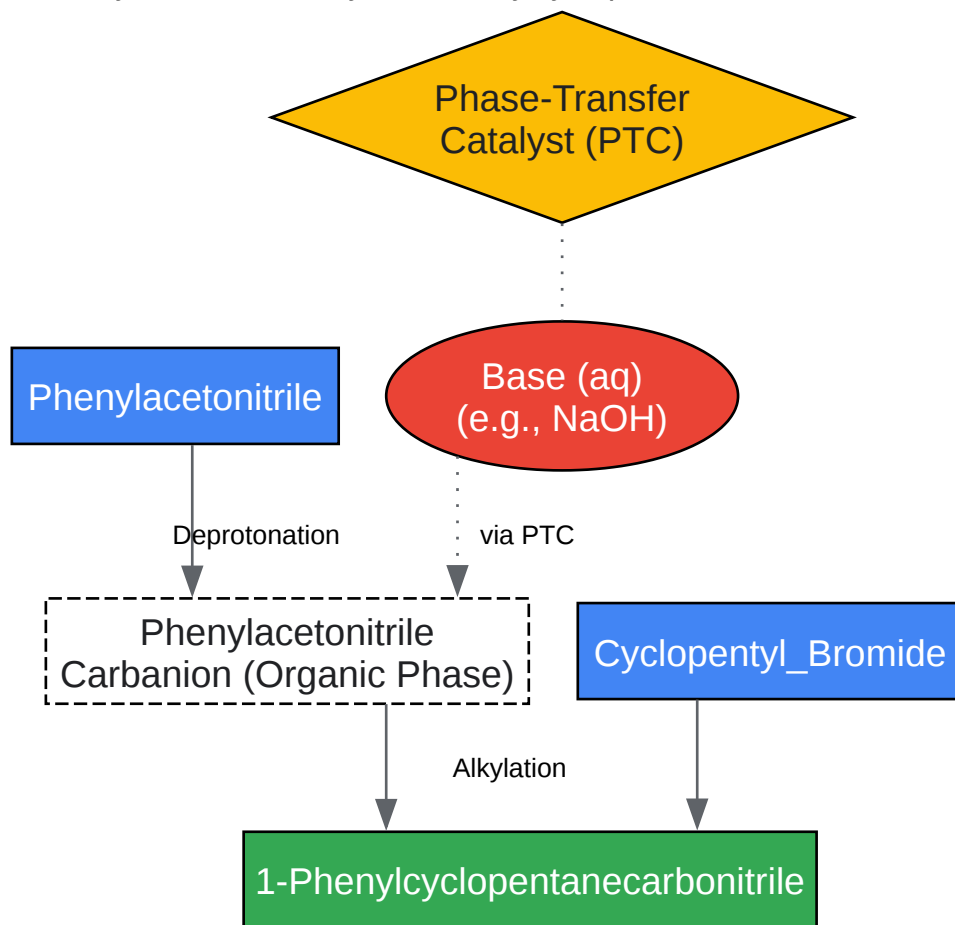 Phase-Transfer
Catalyst (PTC)
Base (aq)
(e.g., NaOH)
Phenylacetonitrile
Deprotonation
via PTC
Phenylacetonitrile
Carbanion (Organic Phase)
Cyclopentyl_Bromide
Alkylation
1-Phenylcyclopentanecarbonitrile